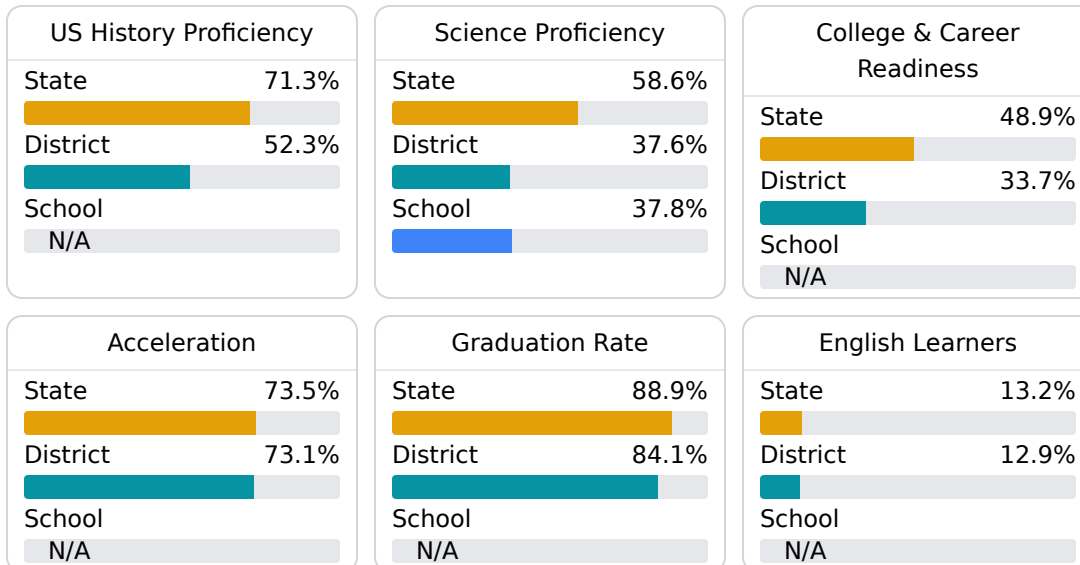 US History Proficiency
State 71.3%
District 52.3%
School
N/A
Science Proficiency
State 58.6%
District 37.6%
School 37.8%
College & Career
Readiness
State 48.9%
District 33.7%
School
N/A
Acceleration
State 73.5%
District 73.1%
School
N/A
Graduation Rate
State 88.9%
District 84.1%
School
N/A
English Learners
State 13.2%
District 12.9%
School
N/A